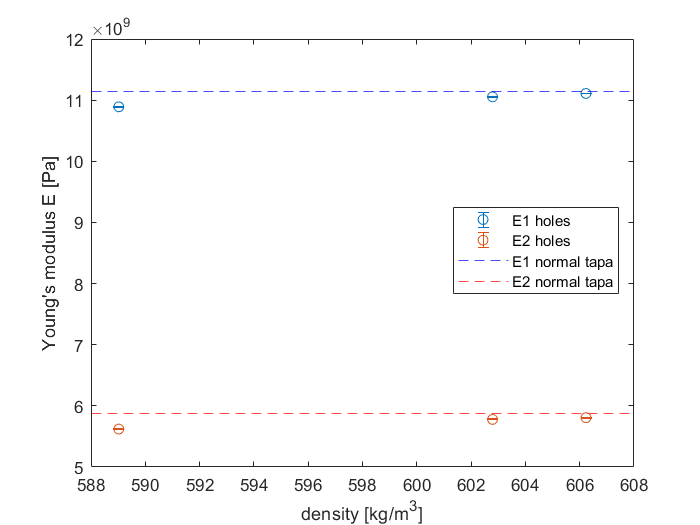 ×10⁹
12
11
10
9
8
7
6
5
Young's modulus E [Pa]
E1 holes
E2 holes
E1 normal tapa
E2 normal tapa
588 590 592 594 596 598 600 602 604 606 608
density [kg/m³]